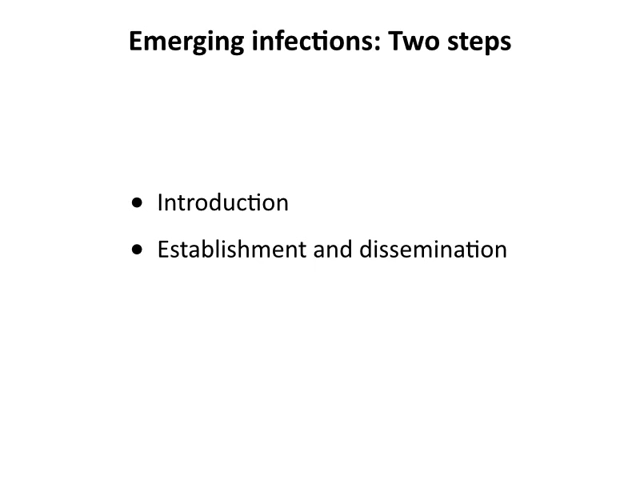 Emerging infections: Two steps
• Introduction
• Establishment and dissemination